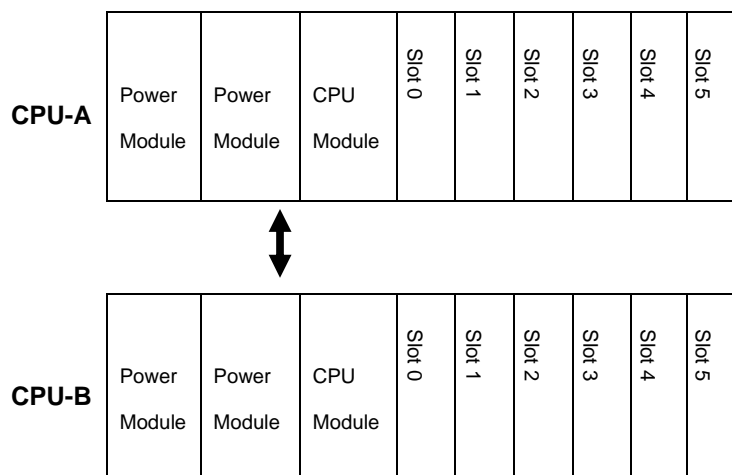 CPU-A
Power
Module
Power
Module
CPU
Module
Slot 0
Slot 1
Slot 2
Slot 3
Slot 4
Slot 5
CPU-B
Power
Module
Power
Module
CPU
Module
Slot 0
Slot 1
Slot 2
Slot 3
Slot 4
Slot 5